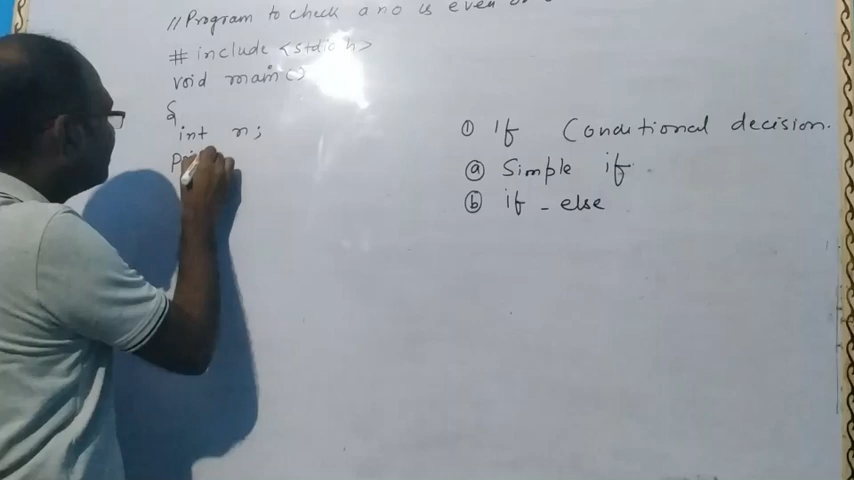 //Program to check a no is even
# include <stdio.h>
void main()
{
int n;
① if Conditional decision.
ⓐ Simple if
ⓑ if - else